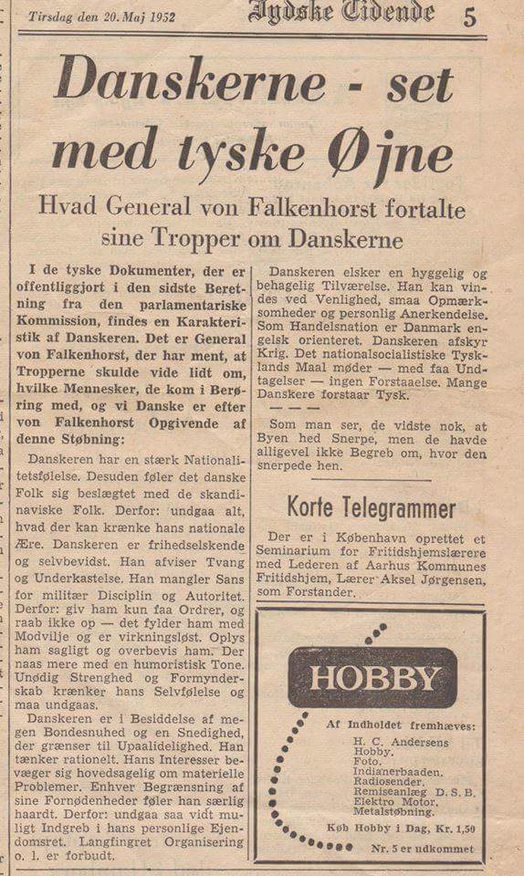 Tirsdag den 20. Maj 1952
Jydske Tidende
5
Danskerne - set
med tyske Øjne
Hvad General von Falkenhorst fortalte
sine Tropper om Danskerne
I de tyske Dokumenter, der er
offentliggjort i den sidste Beret-
ning fra den parlamentariske
Kommission, findes en Karakteri-
stik af Danskeren. Det er General
von Falkenhorst, der har ment, at
Tropperne skulde vide lidt om,
hvilke Mennesker, de kom i Berø-
ring med, og vi Danske er efter
von Falkenhorst Opgivende af
denne Støbning:
Danskeren har en stærk Nationali-
tetsfølelse. Desuden føler det danske
Folk sig beslægtet med de skandi-
naviske Folk. Derfor: undgaa alt,
hvad der kan krænke hans nationale
Ære. Danskeren er frihedselskende
og selvbevidst. Han afviser Tvang
og Underkastelse. Han mangler Sans
for militær Disciplin og Autoritet.
Derfor: giv ham kun faa Ordrer, og
raab ikke op — det fylder ham med
Modvilje og er virkningsløst. Oplys
ham sagligt og overbevis ham. Der
naas mere med en humoristisk Tone.
Unødig Strenghed og Formynder-
skab krænker hans Selvfølelse og
maa undgaas.
Danskeren er i Besiddelse af me-
gen Bondesnuhed og en Snedighed,
der grænser til Upaalidelighed. Han
tænker rationelt. Hans Interesser be-
væger sig hovedsagelig om materielle
Problemer. Enhver Begrænsning af
sine Fornødenheder føler han særlig
haardt. Derfor: undgaa saa vidt mu-
ligt Indgreb i hans personlige Ejen-
domsret. Langfingret Organisering
o. l. er forbudt.
Danskeren elsker en hyggelig og
behagelig Tilværelse. Han kan vin-
des ved Venlighed, smaa Opmærk-
somheder og personlig Anerkendelse.
Som Handelsnation er Danmark en-
gelsk orienteret. Danskeren afskyr
Krig. Det nationalsocialistiske Tysk-
lands Maal møder — med faa Und-
tagelser — ingen Forstaaelse. Mange
Danskere forstaar Tysk.
— — —
Som man ser, de vidste nok, at
Byen hed Snerpe, men de havde
alligevel ikke Begreb om, hvor den
snerpede hen.
Korte Telegrammer
Der er i København oprettet et
Seminarium for Fritidshjemslærere
med Lederen af Aarhus Kommunes
Fritidshjem, Lærer Aksel Jørgensen,
som Forstander.
HOBBY
Af Indholdet fremhæves:
H. C. Andersens
Hobby.
Foto.
Indianerbaaden.
Radiosender.
Remiseanlæg D. S. B.
Elektro Motor.
Metalstøbning.
Køb Hobby i Dag, Kr. 1,50
Nr. 5 er udkommet